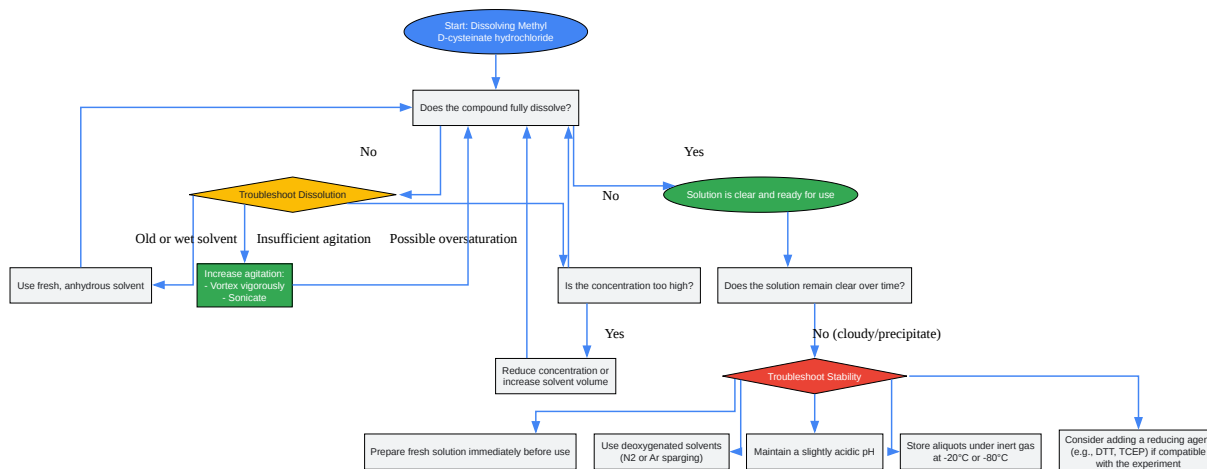 Start: Dissolving Methyl
D-cysteinate hydrochloride
Does the compound fully dissolve?
No
Yes
Troubleshoot Dissolution
No
Solution is clear and ready for use
Old or wet solvent
Insufficient agitation
Possible oversaturation
Use fresh, anhydrous solvent
Increase agitation:
- Vortex vigorously
- Sonicate
Is the concentration too high?
Does the solution remain clear over time?
Yes
No (cloudy/precipitate)
Reduce concentration or
increase solvent volume
Troubleshoot Stability
Prepare fresh solution immediately before use
Use deoxygenated solvents
(N2 or Ar sparging)
Maintain a slightly acidic pH
Store aliquots under inert gas
at -20°C or -80°C
Consider adding a reducing agent
(e.g., DTT, TCEP) if compatible
with the experiment